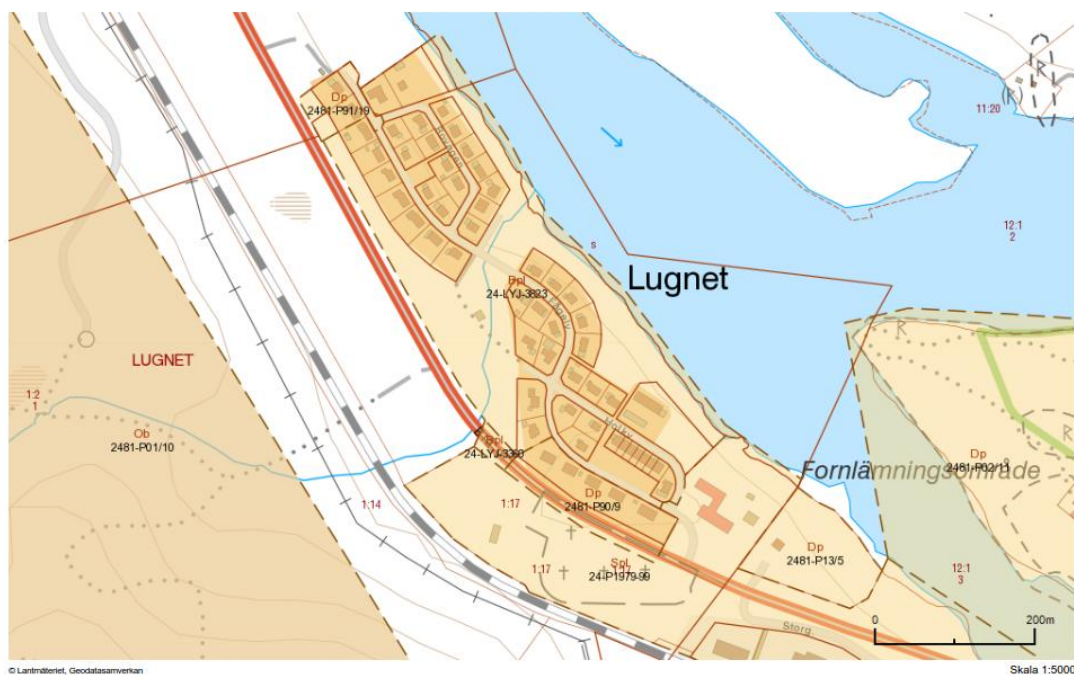 Dp
2481-P91/19
11:20
12:1
2
s
Lugnet
Bpl
24-LYJ-3823
LUGNET
1:2
1
Ob
2481-P01/10
Bpl
24-LYJ-3360
1:14
1:17
Dp
2481-P90/9
Fornlämningsområde
Dp
2481-P02/11
Dp
2481-P13/5
Spl
24-P1979-99
1:17
1:17
12:1
3
Storg.
R
(R)
R
R
R
0
200m
© Lantmäteriet, Geodatasamverkan
Skala 1:5000